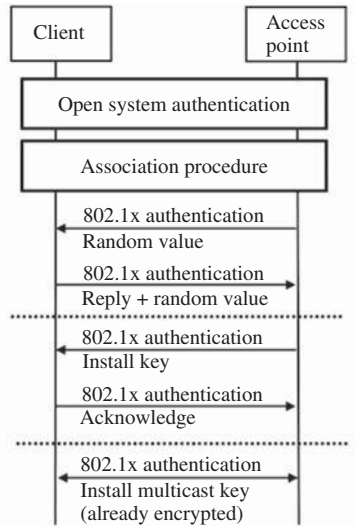 Client
Access
point
Open system authentication
Association procedure
802.1x authentication
Random value
802.1x authentication
Reply + random value
802.1x authentication
Install key
802.1x authentication
Acknowledge
802.1x authentication
Install multicast key
(already encrypted)